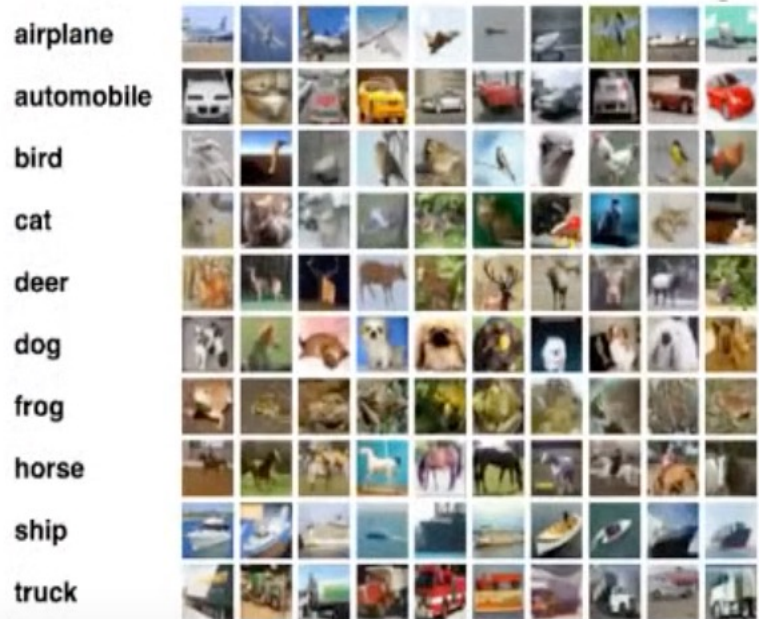 airplane
automobile
bird
cat
deer
dog
frog
horse
ship
truck